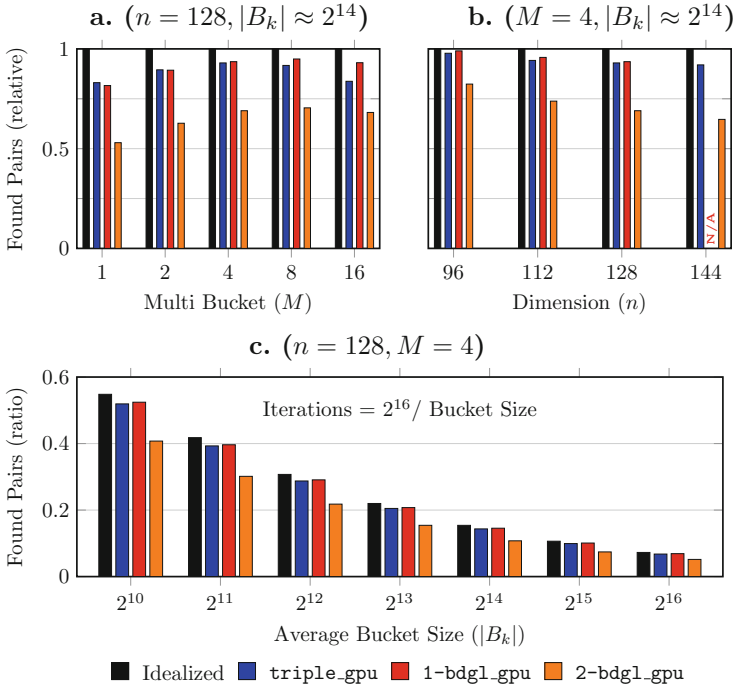 a. (n = 128, |B_k| ≈ 2^14)
b. (M = 4, |B_k| ≈ 2^14)
Found Pairs (relative)
1
0.5
0
1 2 4 8 16
Multi Bucket (M)
N/A
96 112 128 144
Dimension (n)
c. (n = 128, M = 4)
Found Pairs (ratio)
0.6
0.4
0.2
0
Iterations = 2^16/ Bucket Size
2^10 2^11 2^12 2^13 2^14 2^15 2^16
Average Bucket Size (|B_k|)
Idealized triple_gpu 1-bdgl_gpu 2-bdgl_gpu